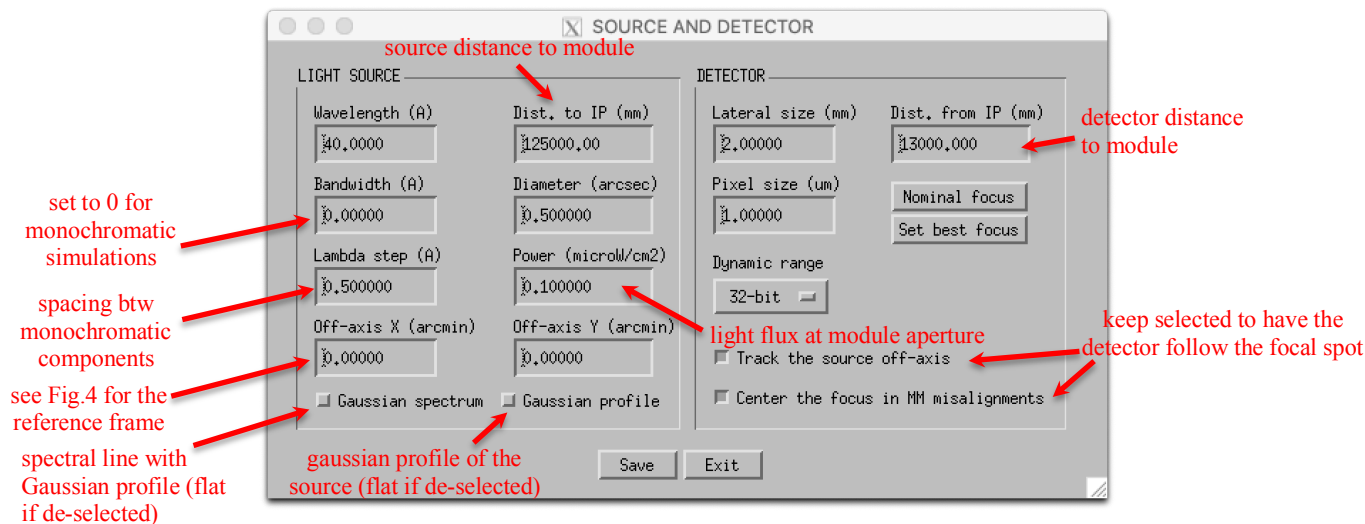 SOURCE AND DETECTOR
source distance to module
LIGHT SOURCE
Wavelength (A)
40.0000
Dist. to IP (mm)
125000.00
Bandwidth (A)
0.00000
Diameter (arcsec)
0.500000
Lambda step (A)
0.500000
Power (microW/cm2)
0.100000
Off-axis X (arcmin)
0.00000
Off-axis Y (arcmin)
0.00000
Gaussian spectrum
Gaussian profile
DETECTOR
Lateral size (mm)
2.00000
Dist. from IP (mm)
13000.000
Pixel size (um)
1.00000
Nominal focus
Set best focus
Dynamic range
32-bit
Track the source off-axis
Center the focus in MM misalignments
Save
Exit
set to 0 for
monochromatic
simulations
spacing btw
monochromatic
components
see Fig.4 for the
reference frame
spectral line with
Gaussian profile (flat
if de-selected)
gaussian profile of the
source (flat if de-selected)
light flux at module aperture
detector distance
to module
keep selected to have the
detector follow the focal spot